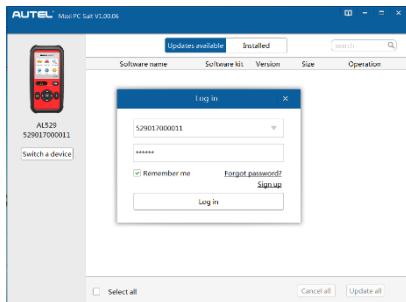 AUTEL Maxi PC Suit V1.00.06
Updates available Installed
search
Software name Software kit Version Size Operation
Log in
529017000011
******
Remember me Forgot password?
Sign up
Log in
AL529
529017000011
Switch a device
Select all
Cancel all Update all